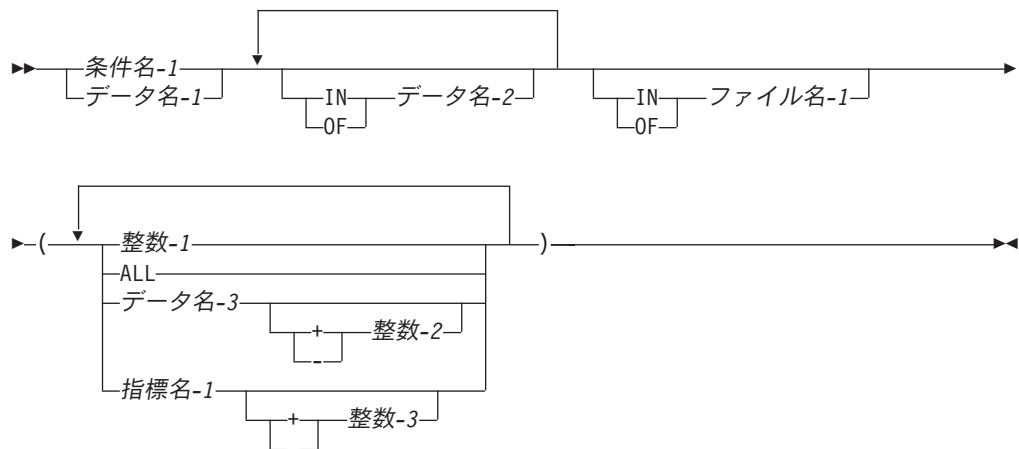 条件名-1 IN データ名-2 IN ファイル名-1
データ名-1 OF OF
( 整数-1 )
ALL
データ名-3 + 整数-2
-
指標名-1 + 整数-3